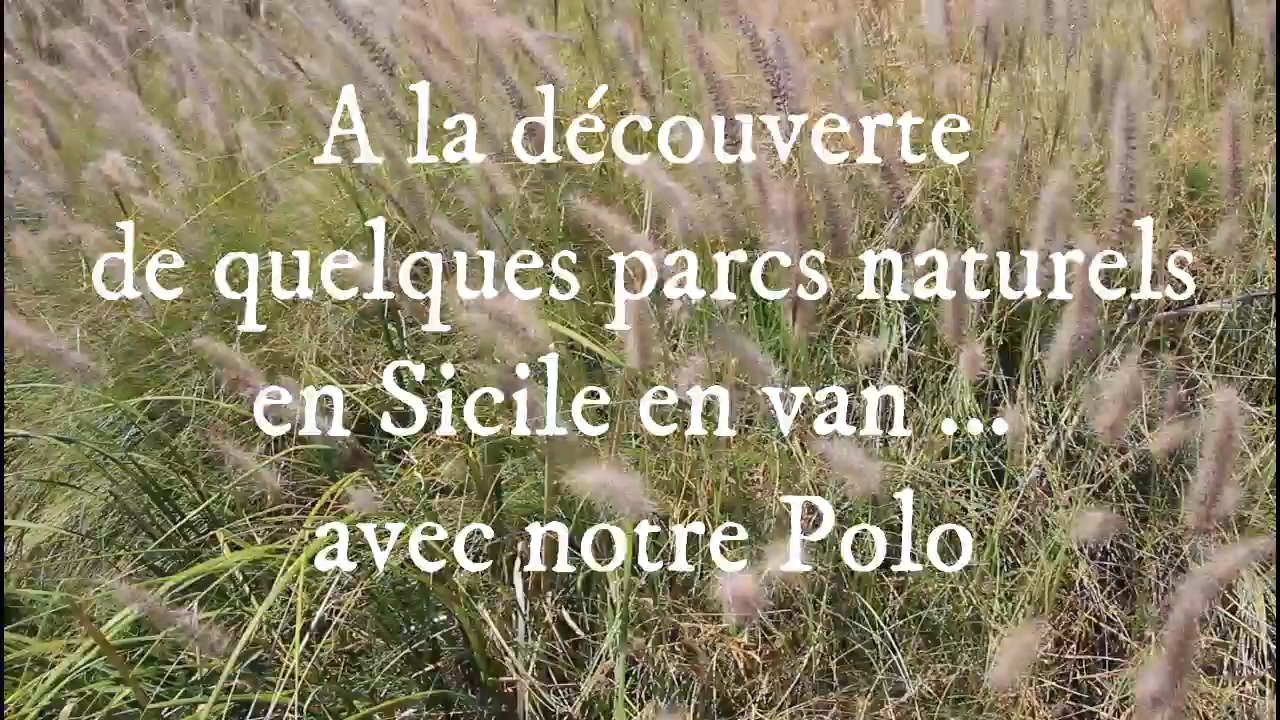 A la découverte
de quelques parcs naturels
en Sicile en van ...
avec notre Polo